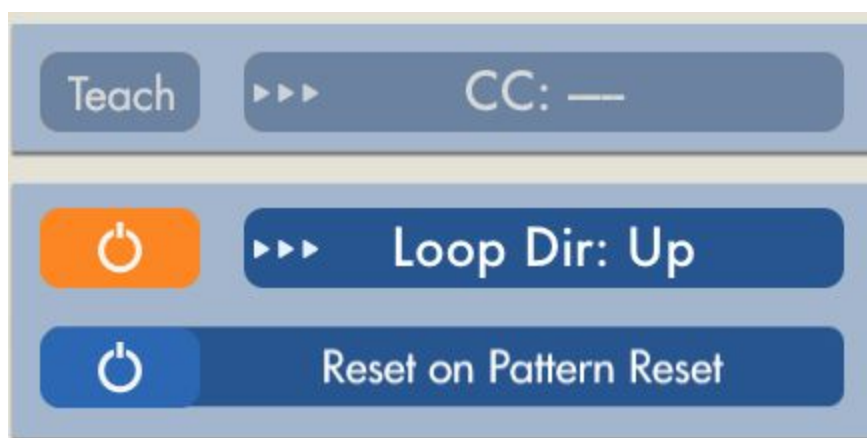 Teach
CC: ––
Loop Dir: Up
Reset on Pattern Reset